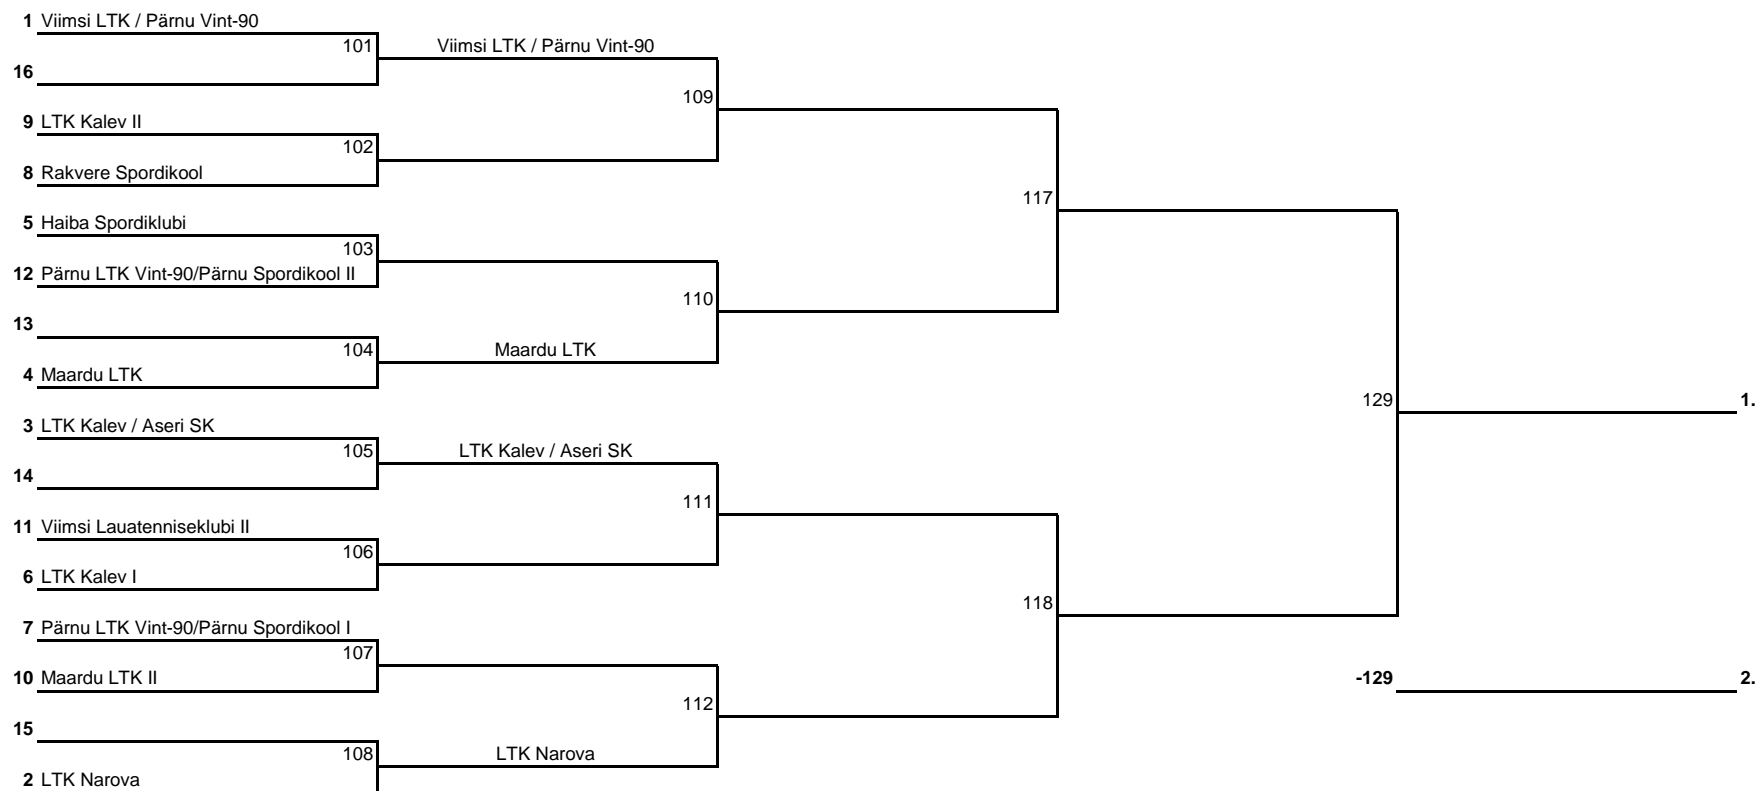 1 Viimsi LTK / Pärnu Vint-90
101 Viimsi LTK / Pärnu Vint-90
16
109
9 LTK Kalev II
102
8 Rakvere Spordikool
117
5 Haiba Spordiklubi
103
12 Pärnu LTK Vint-90/Pärnu Spordikool II
110
13
104 Maardu LTK
4 Maardu LTK
129 1.
3 LTK Kalev / Aseri SK
105 LTK Kalev / Aseri SK
14
111
11 Viimsi Lauatenniseklubi II
106
6 LTK Kalev I
118
7 Pärnu LTK Vint-90/Pärnu Spordikool I
107
10 Maardu LTK II
-129 2.
112
15
108 LTK Narova
2 LTK Narova